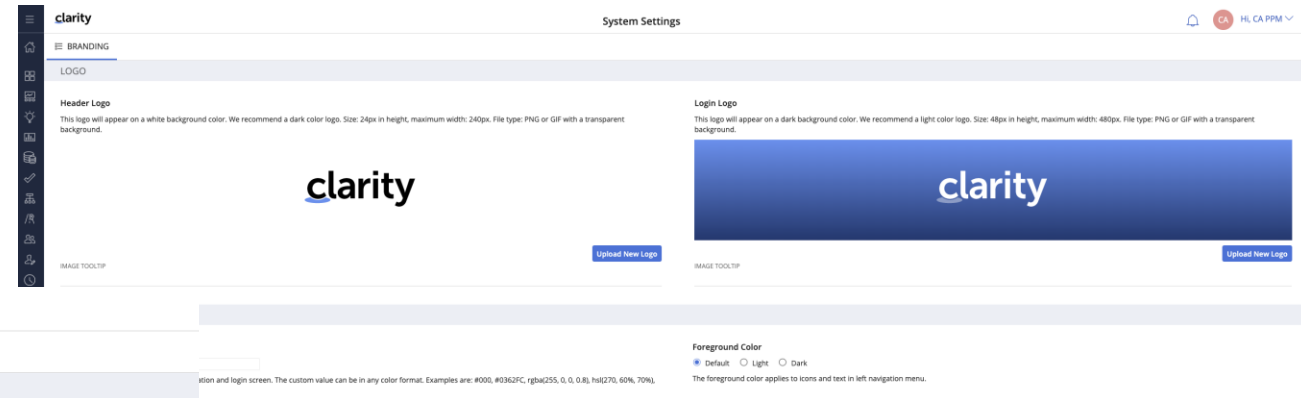 clarity
System Settings
CA
Hi, CA PPM
BRANDING
LOGO
Header Logo
This logo will appear on a white background color. We recommend a dark color logo. Size: 24px in height, maximum width: 240px. File type: PNG or GIF with a transparent
background.
clarity
Upload New Logo
IMAGE TOOLTIP
Login Logo
This logo will appear on a dark background color. We recommend a light color logo. Size: 48px in height, maximum width: 480px. File type: PNG or GIF with a transparent
background.
clarity
Upload New Logo
IMAGE TOOLTIP
and login screen. The custom value can be in any color format. Examples are: #000, #0362FC, rgba(255, 0, 0, 0.8), hsl(270, 60%, 70%),
Foreground Color
Default Light Dark
The foreground color applies to icons and text in left navigation menu.